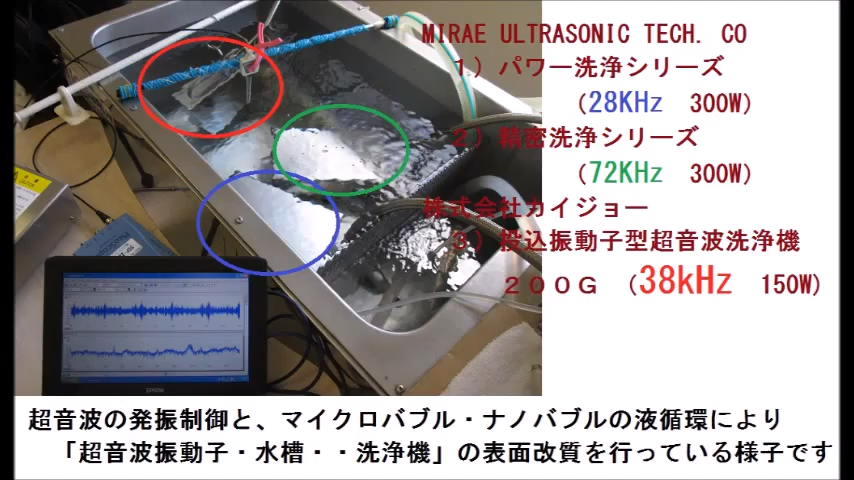 MIRAE ULTRASONIC TECH. CO
１）パワー洗浄シリーズ
（28KHz　300W）
２）精密洗浄シリーズ
（72KHz　300W）
株式会社カイジョー
３）投込振動子型超音波洗浄機
２００Ｇ　（38kHz　150W）
EPSON
超音波の発振制御と、マイクロバブル・ナノバブルの液循環により
「超音波振動子・水槽・・洗浄機」の表面改質を行っている様子です